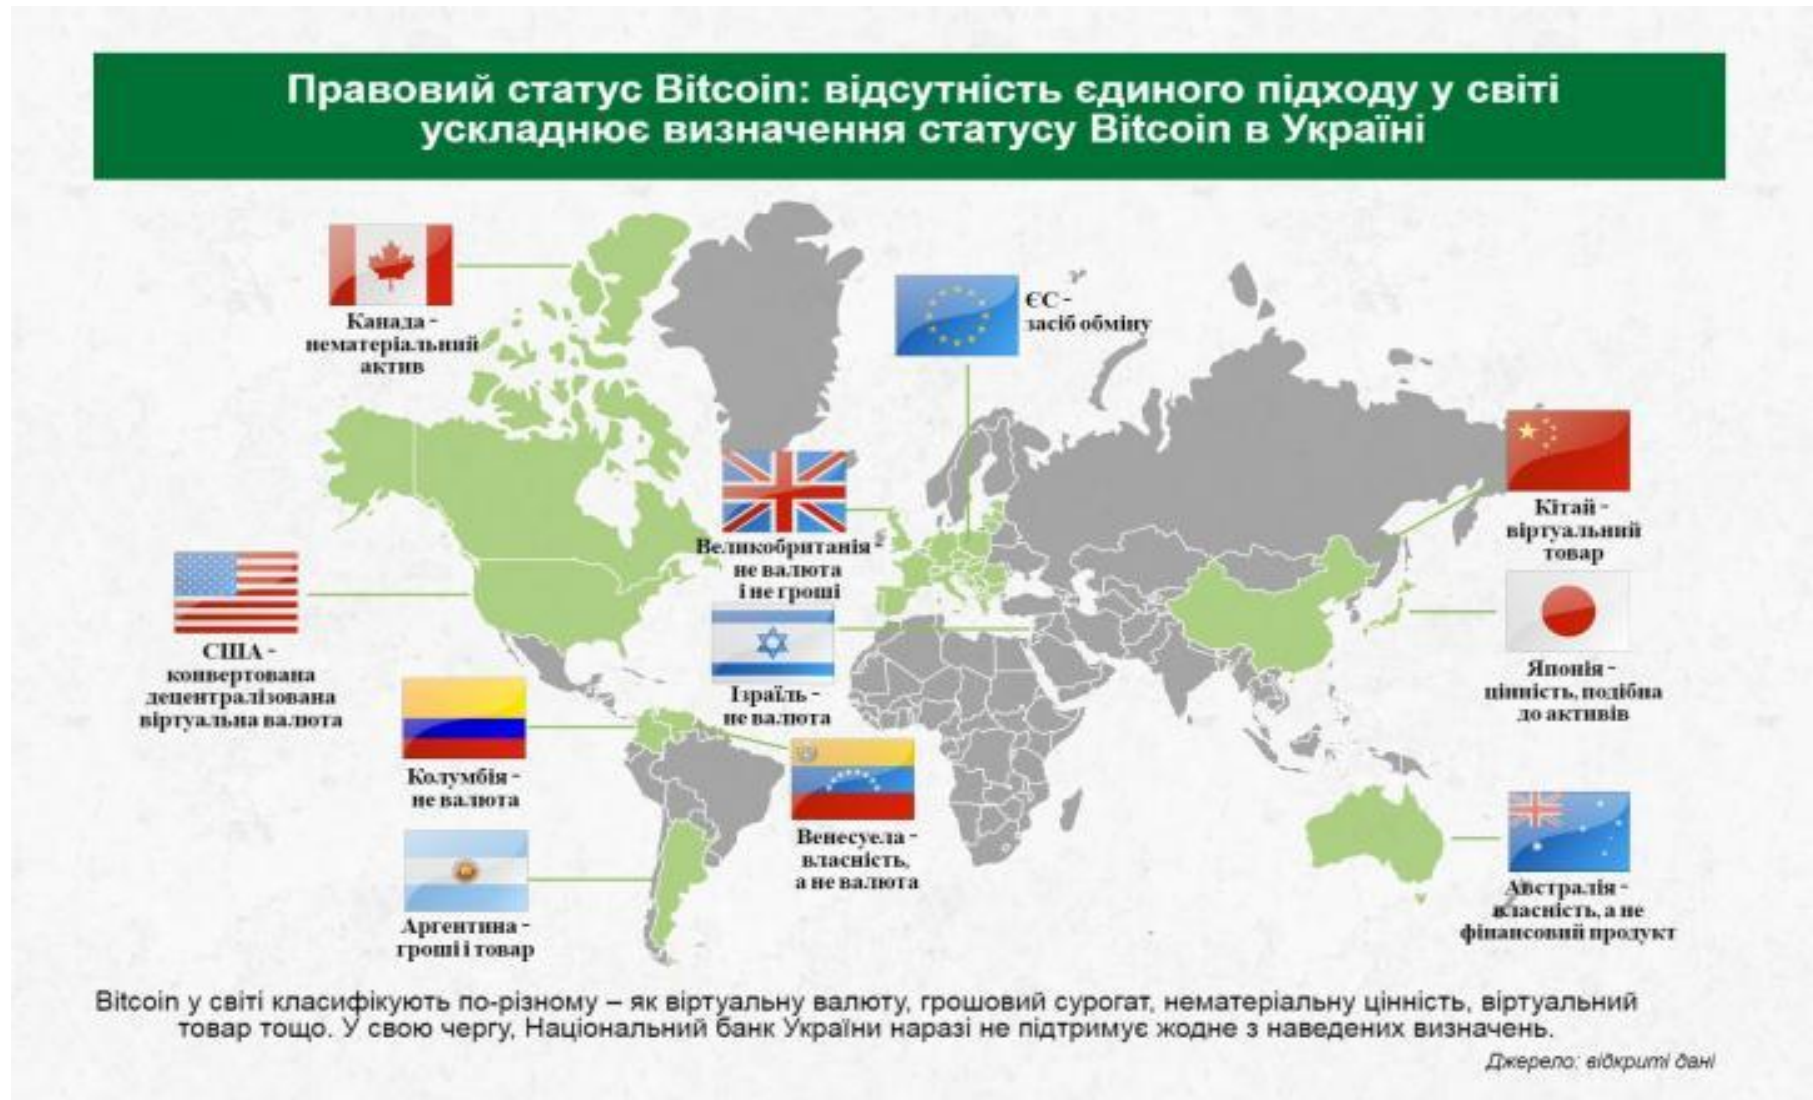 Правовий статус Bitcoin: відсутність єдиного підходу у світі
ускладнює визначення статусу Bitcoin в Україні
Канада -
нематеріальний
актив
ЄС -
засіб обміну
Великобританія -
не валюта
і не гроші
Кітай -
віртуальний
товар
США -
конвертована
децентралізована
віртуальна валюта
Ізраїль -
не валюта
Японія -
цінність, подібна
до активів
Колумбія -
не валюта
Венесуела -
власність,
а не валюта
Аргентина -
гроші і товар
Австралія -
власність, а не
фінансовий продукт
Bitcoin у світі класифікують по-різному – як віртуальну валюту, грошовий сурогат, нематеріальну цінність, віртуальний
товар тощо. У свою чергу, Національний банк України наразі не підтримує жодне з наведених визначень.
Джерело: відкриті дані